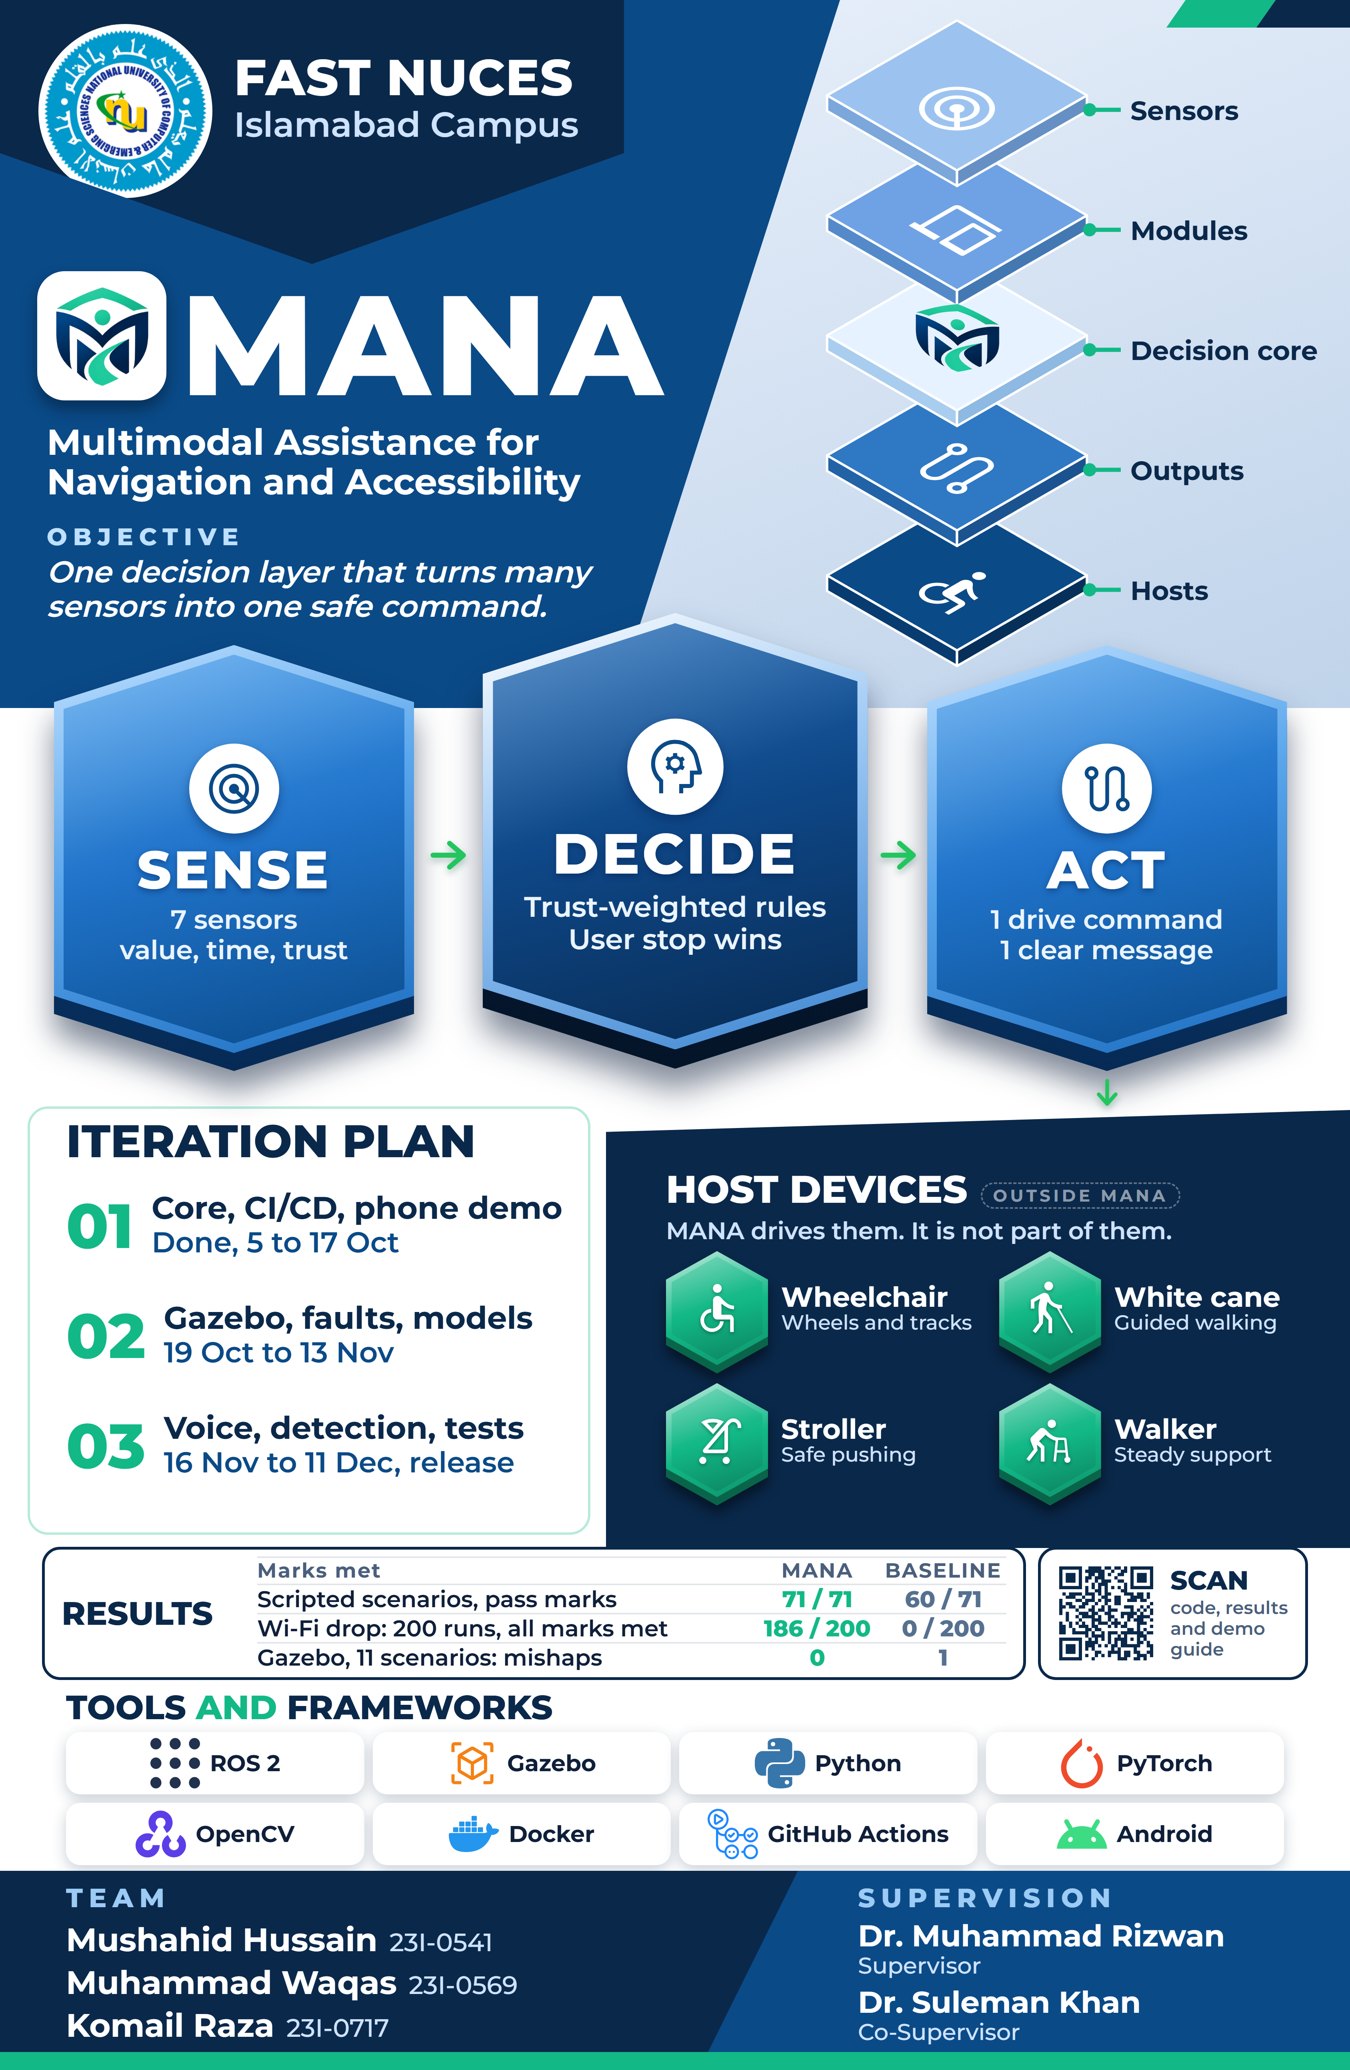 NATIONAL UNIVERSITY OF COMPUTER & EMERGING SCIENCES
nu
FAST NUCES
Islamabad Campus
MANA
Multimodal Assistance for
Navigation and Accessibility
OBJECTIVE
One decision layer that turns many
sensors into one safe command.
Sensors
Modules
Decision core
Outputs
Hosts
SENSE
7 sensors
value, time, trust
DECIDE
Trust-weighted rules
User stop wins
ACT
1 drive command
1 clear message
ITERATION PLAN
01 Core, CI/CD, phone demo
Done, 5 to 17 Oct
02 Gazebo, faults, models
19 Oct to 13 Nov
03 Voice, detection, tests
16 Nov to 11 Dec, release
HOST DEVICES OUTSIDE MANA
MANA drives them. It is not part of them.
Wheelchair
Wheels and tracks
White cane
Guided walking
Stroller
Safe pushing
Walker
Steady support
RESULTS
Marks met MANA BASELINE
Scripted scenarios, pass marks 71 / 71 60 / 71
Wi-Fi drop: 200 runs, all marks met 186 / 200 0 / 200
Gazebo, 11 scenarios: mishaps 0 1
SCAN
code, results
and demo
guide
TOOLS AND FRAMEWORKS
ROS 2
Gazebo
Python
PyTorch
OpenCV
Docker
GitHub Actions
Android
TEAM
Mushahid Hussain 23I-0541
Muhammad Waqas 23I-0569
Komail Raza 23I-0717
SUPERVISION
Dr. Muhammad Rizwan
Supervisor
Dr. Suleman Khan
Co-Supervisor